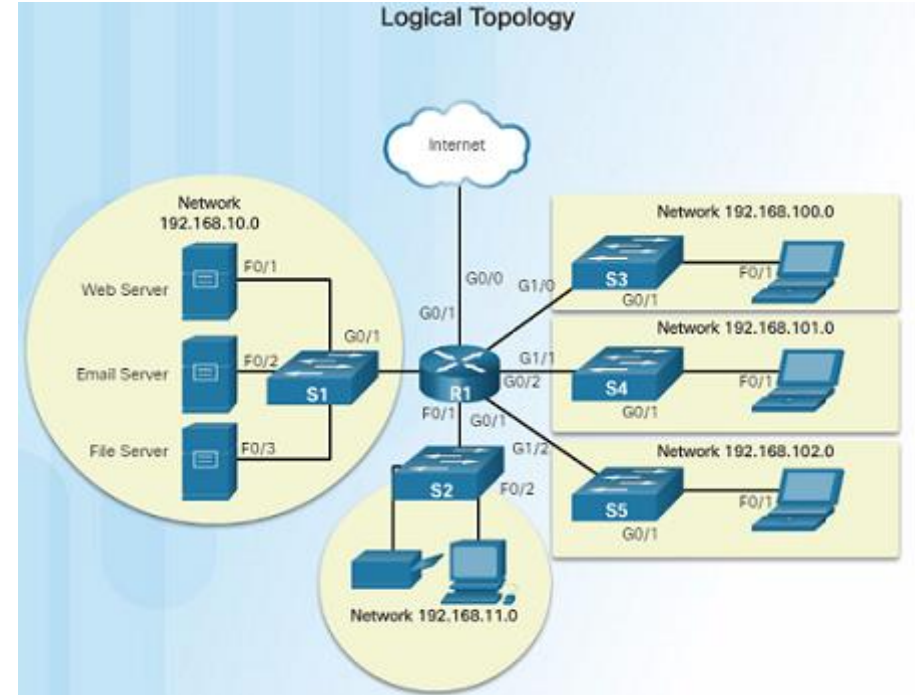 Logical Topology
Internet
Network
192.168.10.0
Web Server
F0/1
Email Server
F0/2
File Server
F0/3
G0/1
S1
G0/0
G0/1
G1/0
R1
G1/1
G0/2
F0/1
G0/1
G1/2
S2
F0/2
Network 192.168.11.0
Network 192.168.100.0
S3
F0/1
G0/1
Network 192.168.101.0
S4
F0/1
G0/1
Network 192.168.102.0
S5
F0/1
G0/1